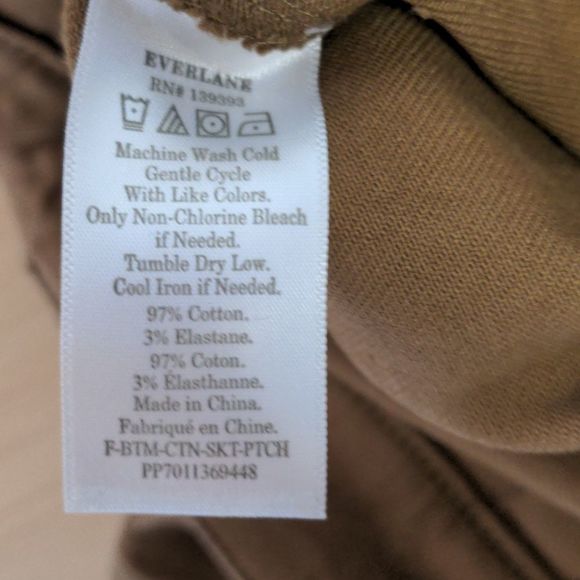 EVERLANE
RN# 139393
Machine Wash Cold
Gentle Cycle
With Like Colors.
Only Non-Chlorine Bleach
if Needed.
Tumble Dry Low.
Cool Iron if Needed.
97% Cotton.
3% Elastane.
97% Coton.
3% Élasthanne.
Made in China.
Fabriqué en Chine.
F-BTM-CTN-SKT-PTCH
PP7011369448